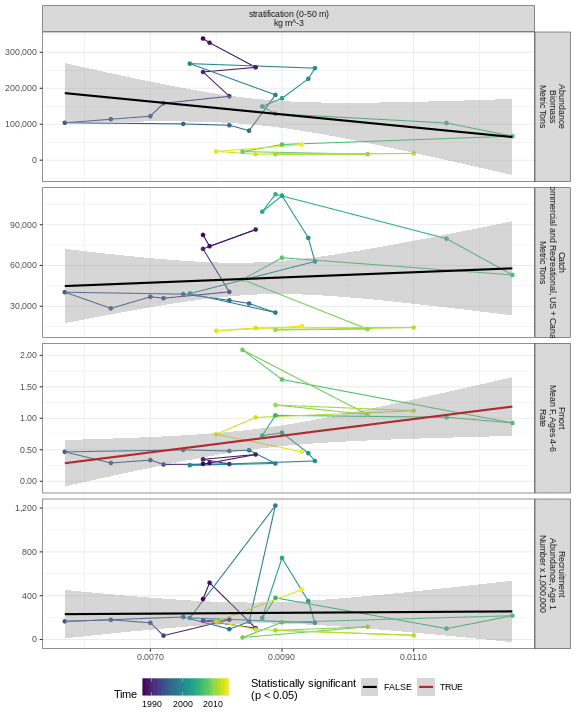 stratification (0-50 m)
kg m^-3
300,000
200,000
100,000
0
Abundance
Biomass
Metric Tons
90,000
60,000
30,000
Catch
ommercial and Recreational, US + Cana
Metric Tons
2.00
1.50
1.00
0.50
0.00
Fmort
Mean F, Ages 4-6
Rate
1,200
800
400
0
Recruitment
Abundance, Age 1
Number x 1,000,000
0.0070
0.0090
0.0110
Time
1990 2000 2010
Statistically significant
(p < 0.05)
FALSE
TRUE